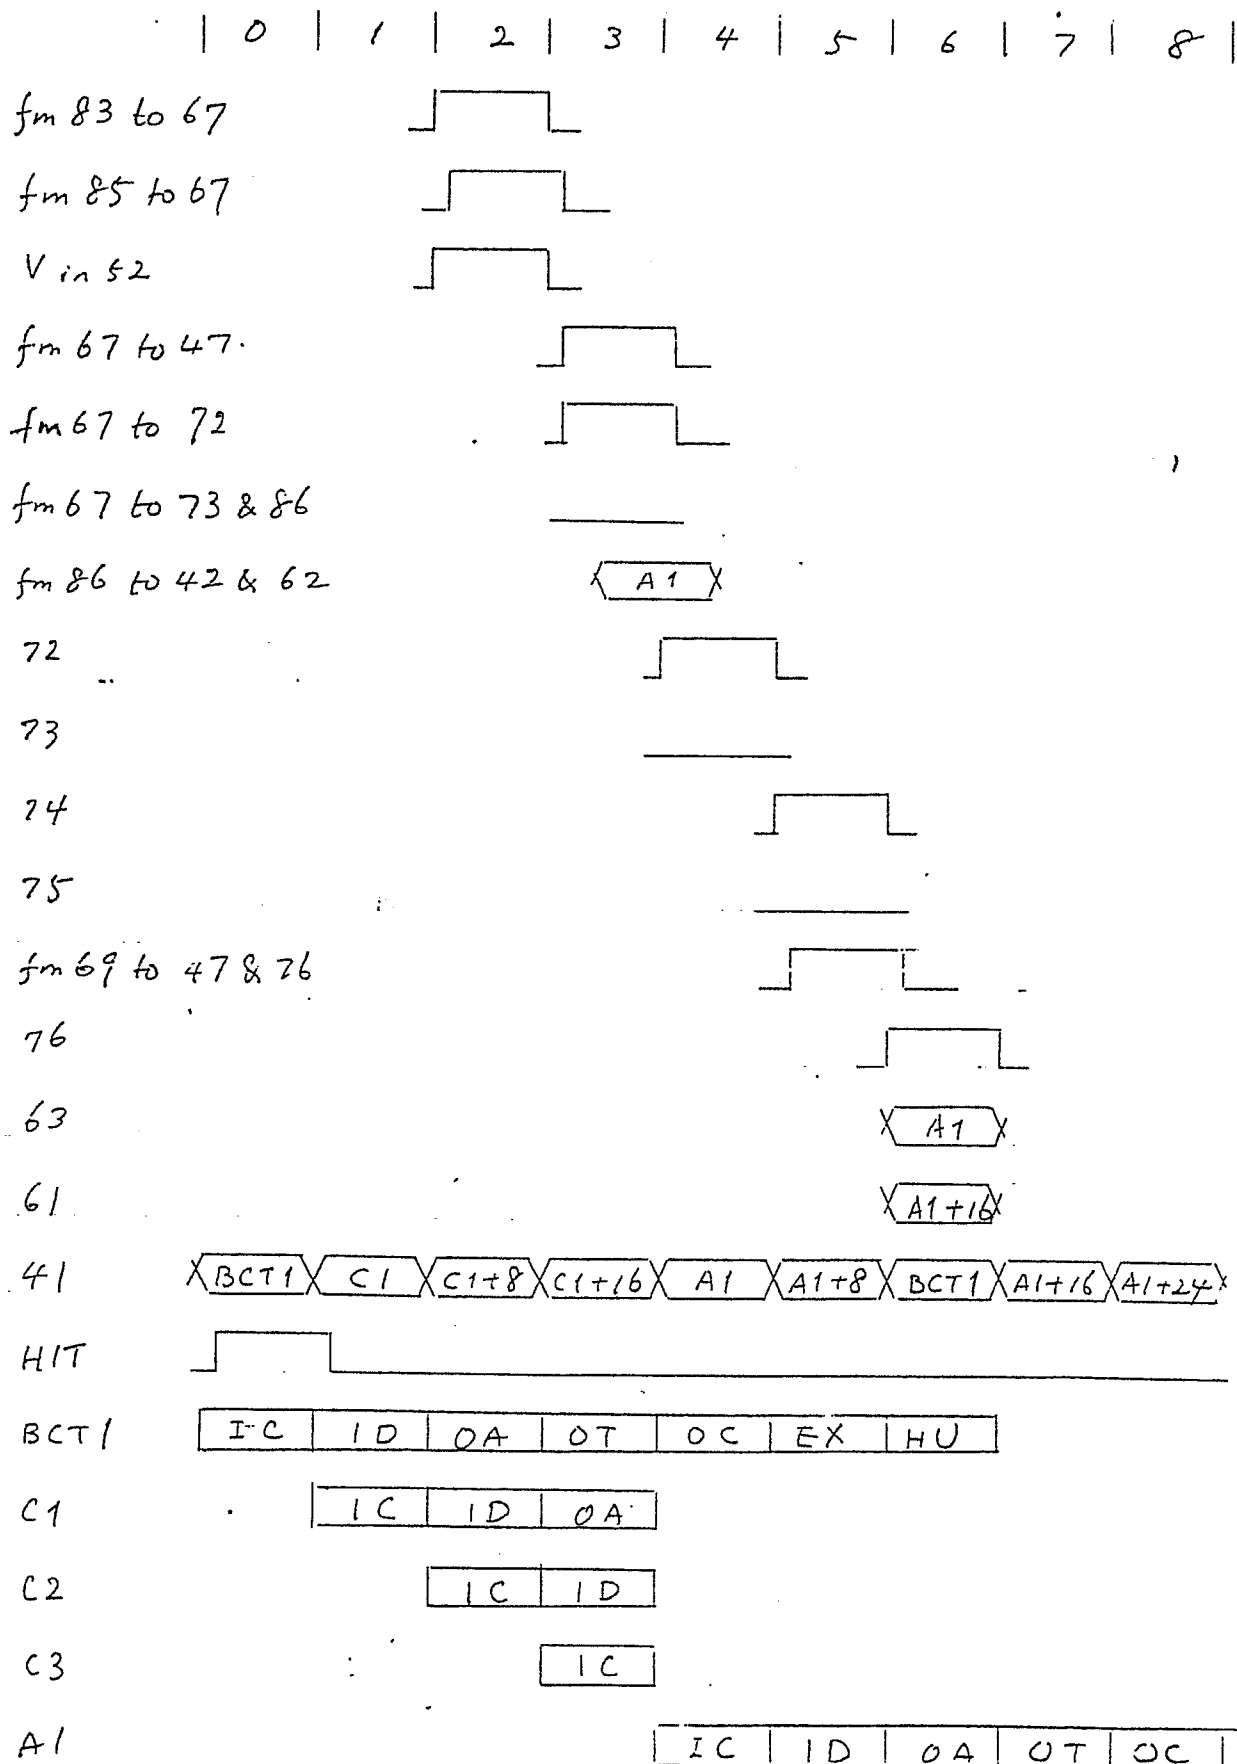 0 1 2 3 4 5 6 7 8
fm 83 to 67
fm 85 to 67
V in 52
fm 67 to 47.
fm 67 to 72
fm 67 to 73 & 86
fm 86 to 42 & 62 A1
72
73
74
75
fm 69 to 47 & 76
76
63 A1
61 A1+16
41 BCT1 C1 C1+8 C1+16 A1 A1+8 BCT1 A1+16 A1+24
HIT
BCT1 IC ID OA OT OC EX HU
C1 IC ID OA
C2 IC ID
C3 IC
A1 IC ID OA OT OC